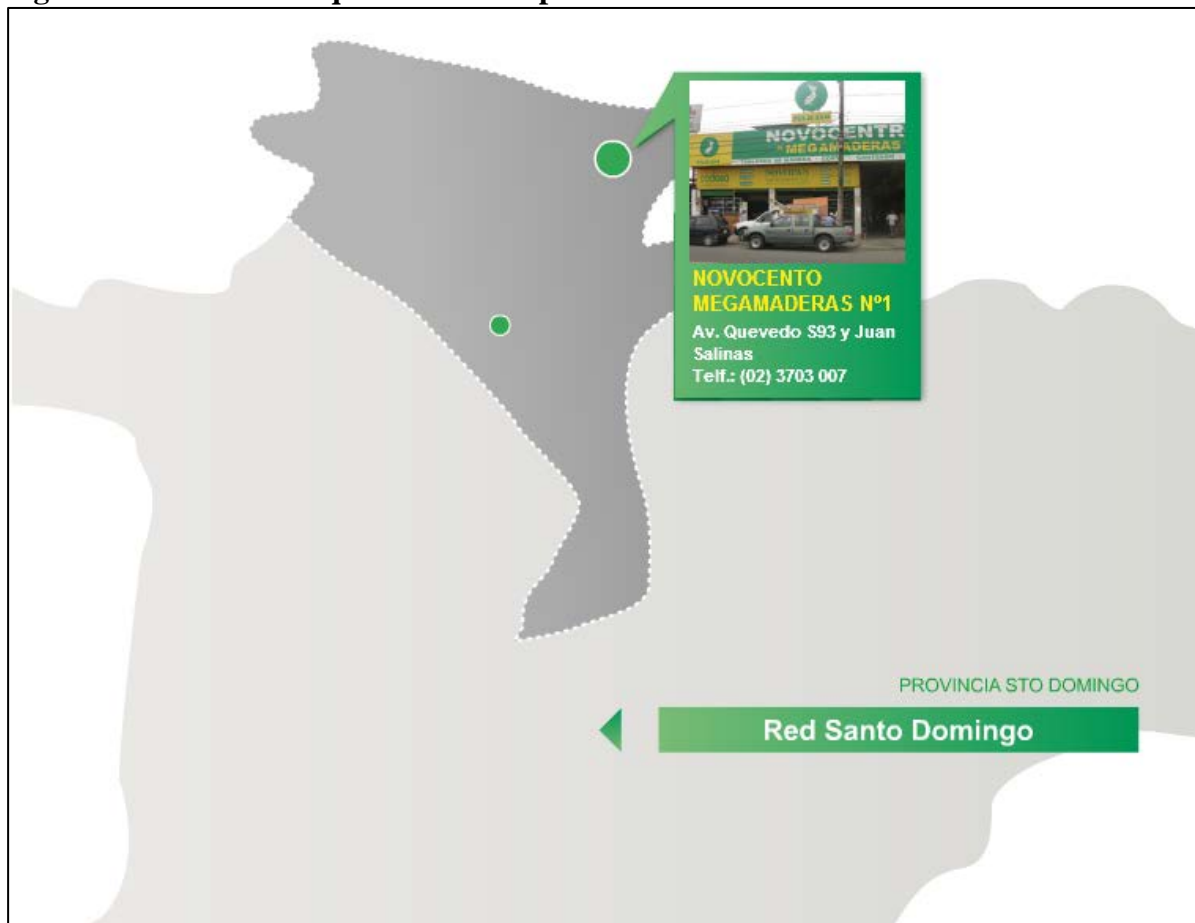 NOVOCENTR
MEGAMADERAS
NOVOCENTO
MEGAMADERAS Nº1
Av. Quevedo S93 y Juan
Salinas
Telf.: (02) 3703 007
PROVINCIA STO DOMINGO
Red Santo Domingo